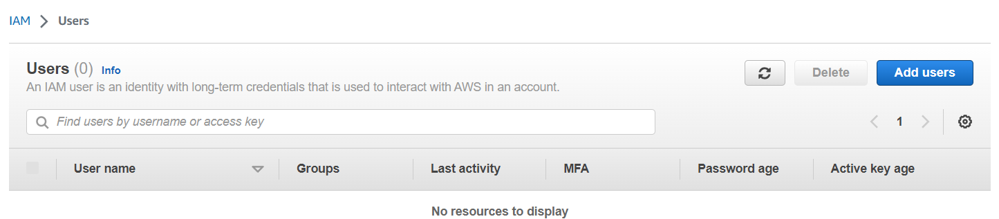 IAM > Users
Users (0) Info
Delete
Add users
An IAM user is an identity with long-term credentials that is used to interact with AWS in an account.
Find users by username or access key
1
User name Groups Last activity MFA Password age Active key age
No resources to display